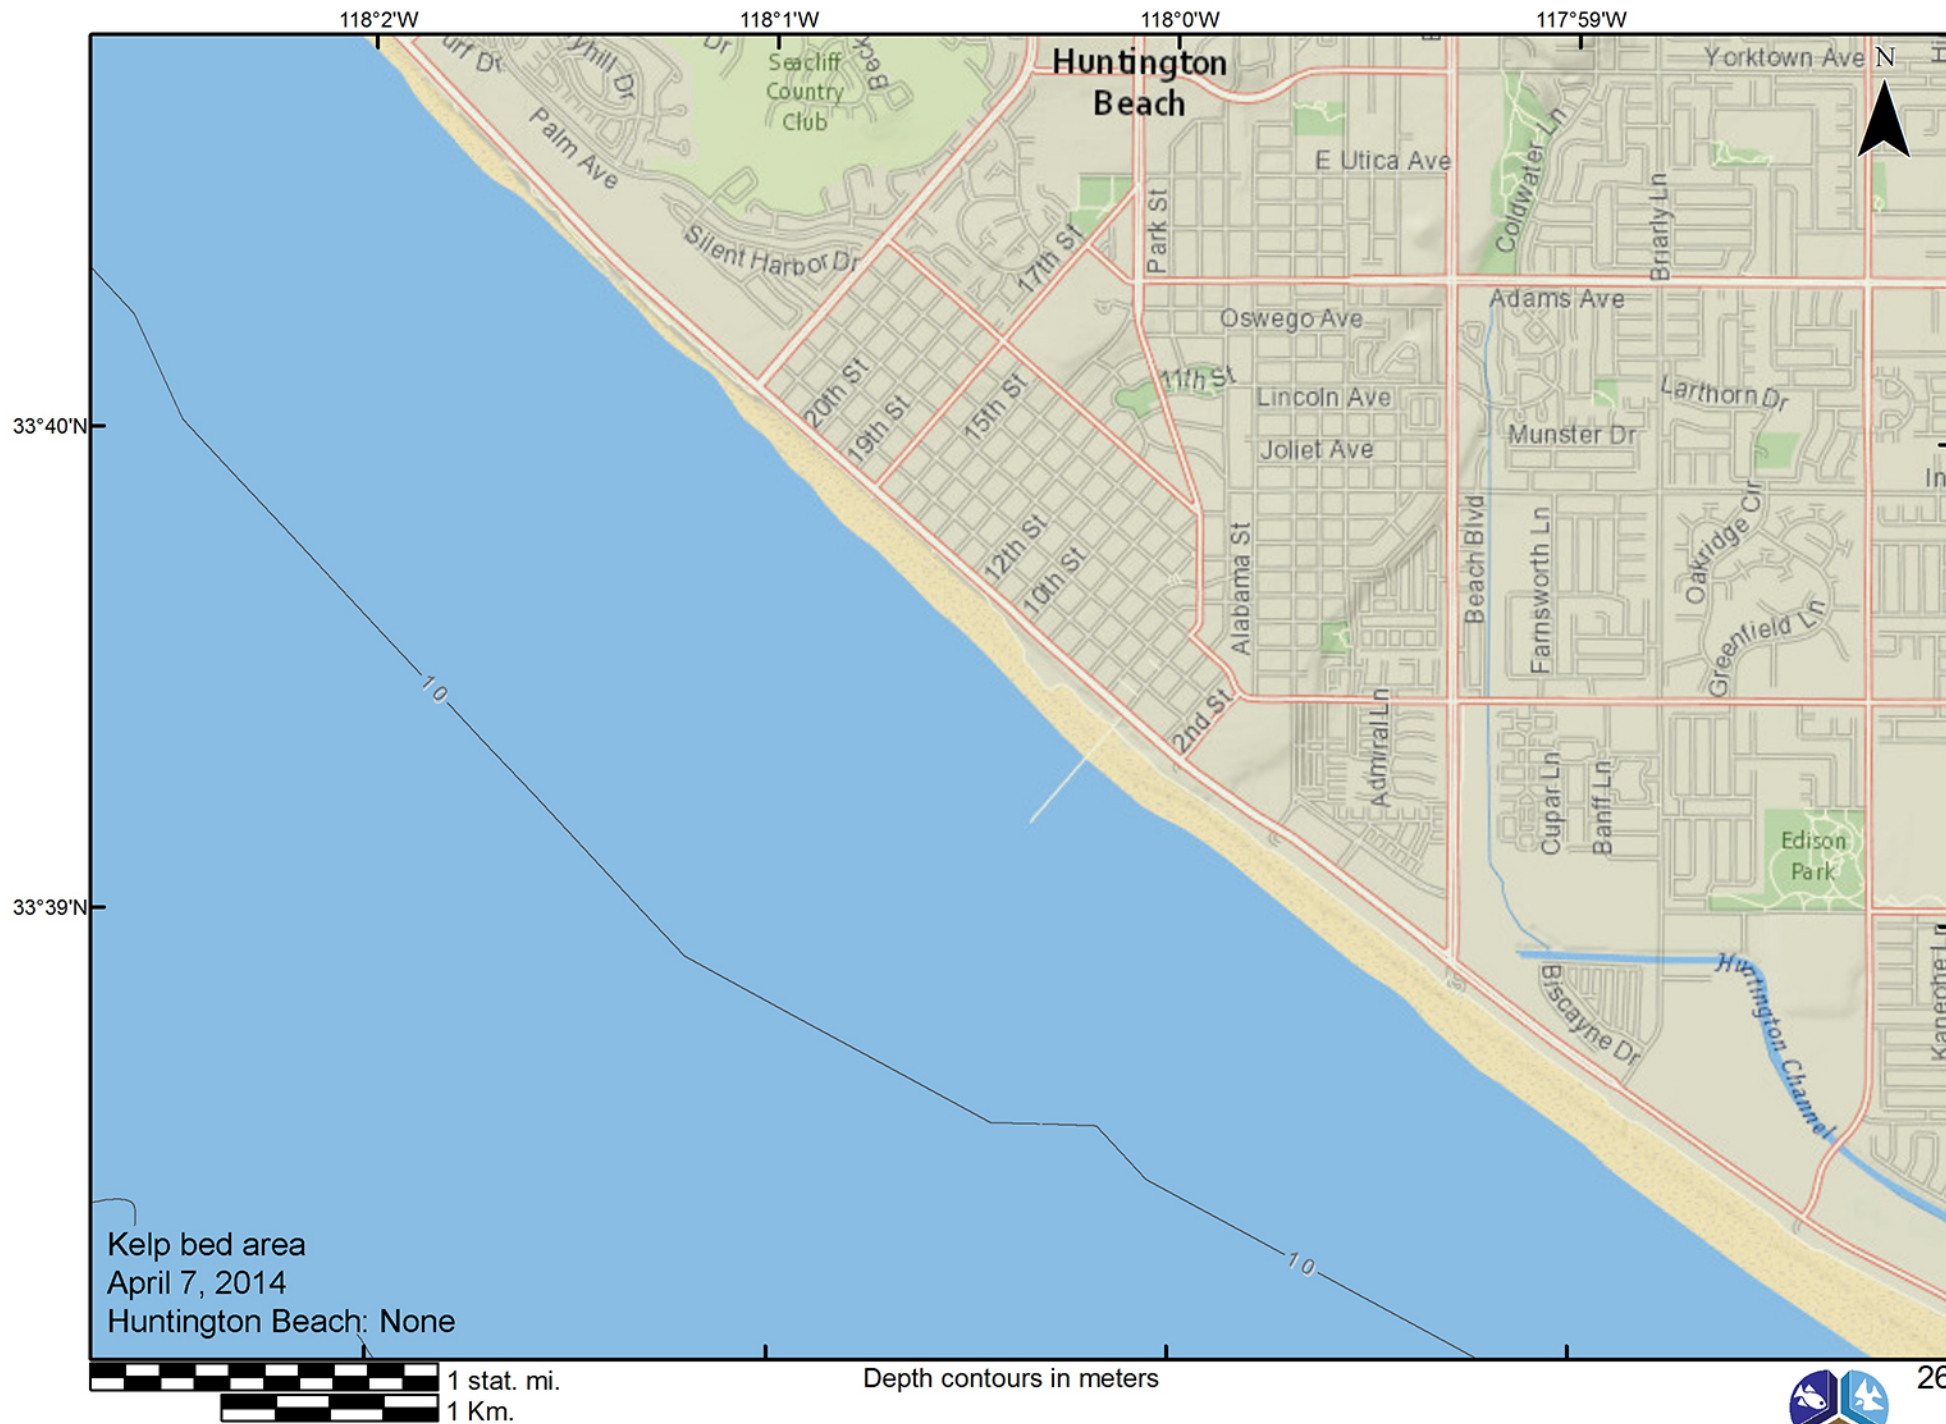 118°2'W
118°1'W
118°0'W
117°59'W
Dr
Seacliff
Country
Club
Huntington
Beach
Yorktown Ave
N
Palm Ave
E Utica Ave
Coldwater Ln
Briarly Ln
Park St
17th St
Silent Harbor Dr
Adams Ave
Oswego Ave
20th St
19th St
15th St
11th St
Lincoln Ave
Larthorn Dr
33°40'N
Joliet Ave
Munster Dr
12th St
10th St
Alabama St
Beach Blvd
Farnsworth Ln
Oakridge Cir
Greenfield Ln
10
2nd St
Admiral Ln
Cupar Ln
Banff Ln
Edison
Park
33°39'N
Huntington Channel
Biscayne Dr
10
Kelp bed area
April 7, 2014
Huntington Beach: None
1 stat. mi.
1 Km.
Depth contours in meters
26